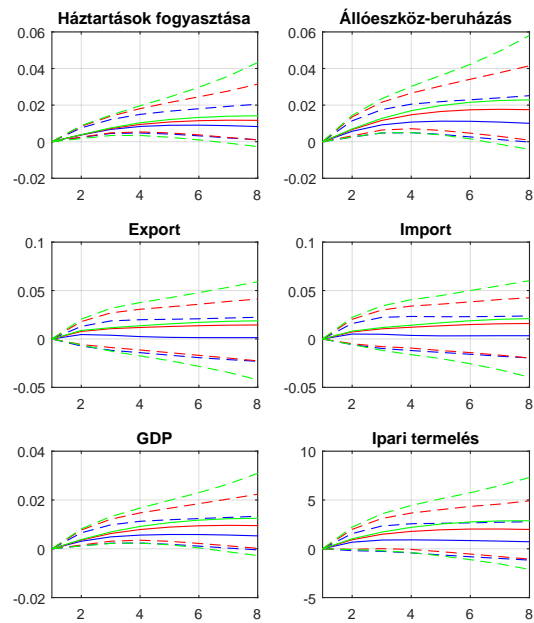 Háztartások fogyasztása
0.06
0.04
0.02
0
-0.02
2 4 6 8
Állóeszköz-beruházás
0.06
0.04
0.02
0
-0.02
2 4 6 8
Export
0.1
0.05
0
-0.05
2 4 6 8
Import
0.1
0.05
0
-0.05
2 4 6 8
GDP
0.04
0.02
0
-0.02
2 4 6 8
Ipari termelés
10
5
0
-5
2 4 6 8